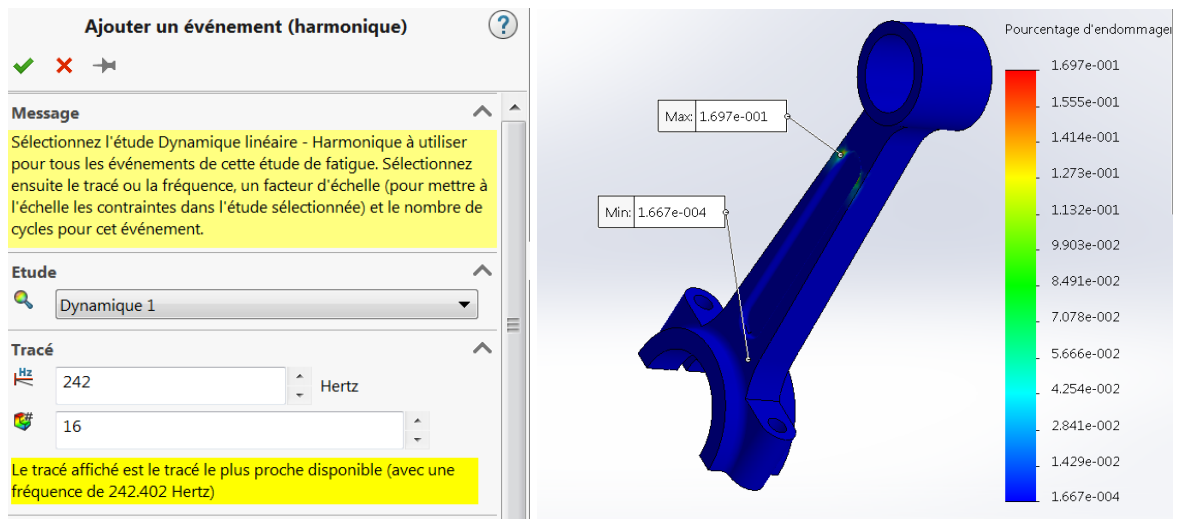 Ajouter un événement (harmonique)
?
Message
Sélectionnez l'étude Dynamique linéaire - Harmonique à utiliser
pour tous les événements de cette étude de fatigue. Sélectionnez
ensuite le tracé ou la fréquence, un facteur d'échelle (pour mettre à
l'échelle les contraintes dans l'étude sélectionnée) et le nombre de
cycles pour cet événement.
Etude
Dynamique 1
Tracé
Hz
242
Hertz
#
16
Le tracé affiché est le tracé le plus proche disponible (avec une
fréquence de 242.402 Hertz)
Max: 1.697e-001
Min: 1.667e-004
Pourcentage d'endommager
1.697e-001
1.555e-001
1.414e-001
1.273e-001
1.132e-001
9.903e-002
8.491e-002
7.078e-002
5.666e-002
4.254e-002
2.841e-002
1.429e-002
1.667e-004